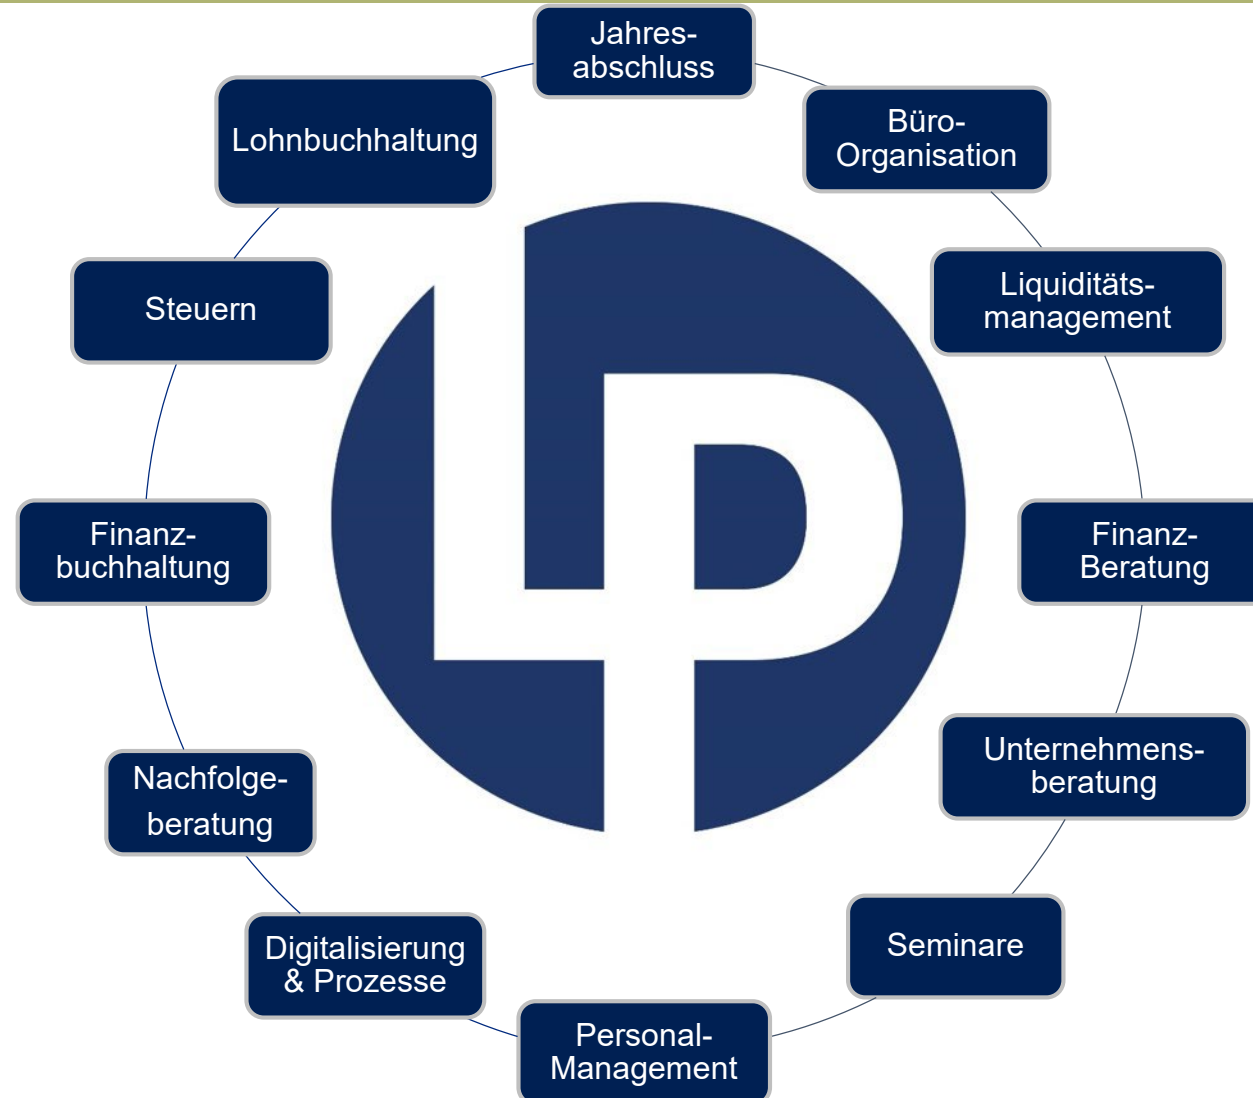 Jahres-
abschluss
Büro-
Organisation
Liquiditäts-
management
Finanz-
Beratung
Unternehmens-
beratung
Seminare
Personal-
Management
Digitalisierung
& Prozesse
Nachfolge-
beratung
Finanz-
buchhaltung
Steuern
Lohnbuchhaltung
LP